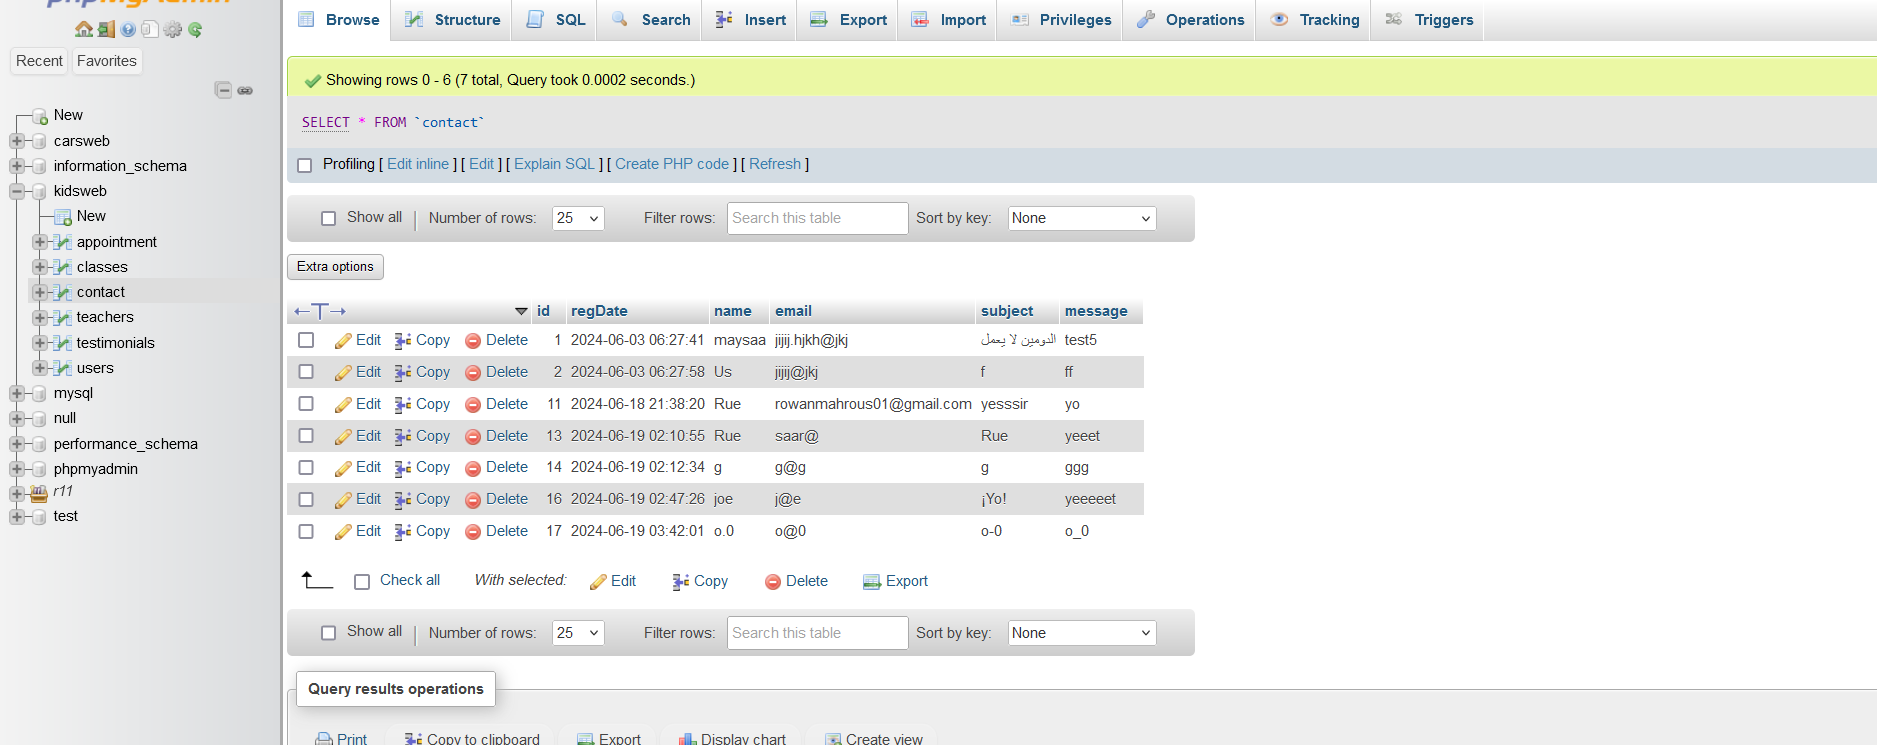 phpMyAdmin
Recent Favorites
New
carsweb
information_schema
kidsweb
New
appointment
classes
contact
teachers
testimonials
users
mysql
null
performance_schema
phpmyadmin
r11
test
Browse Structure SQL Search Insert Export Import Privileges Operations Tracking Triggers
Showing rows 0 - 6 (7 total, Query took 0.0002 seconds.)
SELECT * FROM `contact`
Profiling [ Edit inline ] [ Edit ] [ Explain SQL ] [ Create PHP code ] [ Refresh ]
Show all Number of rows: 25 Filter rows: Search this table Sort by key: None
Extra options
←T→ id regDate name email subject message
Edit Copy Delete 1 2024-06-03 06:27:41 maysaa jijij.hjkh@jkj الدومين لا يعمل test5
Edit Copy Delete 2 2024-06-03 06:27:58 Us jijij@jkj f ff
Edit Copy Delete 11 2024-06-18 21:38:20 Rue rowanmahrous01@gmail.com yesssir yo
Edit Copy Delete 13 2024-06-19 02:10:55 Rue saar@ Rue yeeet
Edit Copy Delete 14 2024-06-19 02:12:34 g g@g g ggg
Edit Copy Delete 16 2024-06-19 02:47:26 joe j@e ¡Yo! yeeeeet
Edit Copy Delete 17 2024-06-19 03:42:01 o.0 o@0 o-0 o_0
Check all With selected: Edit Copy Delete Export
Show all Number of rows: 25 Filter rows: Search this table Sort by key: None
Query results operations
Print Copy to clipboard Export Display chart Create view